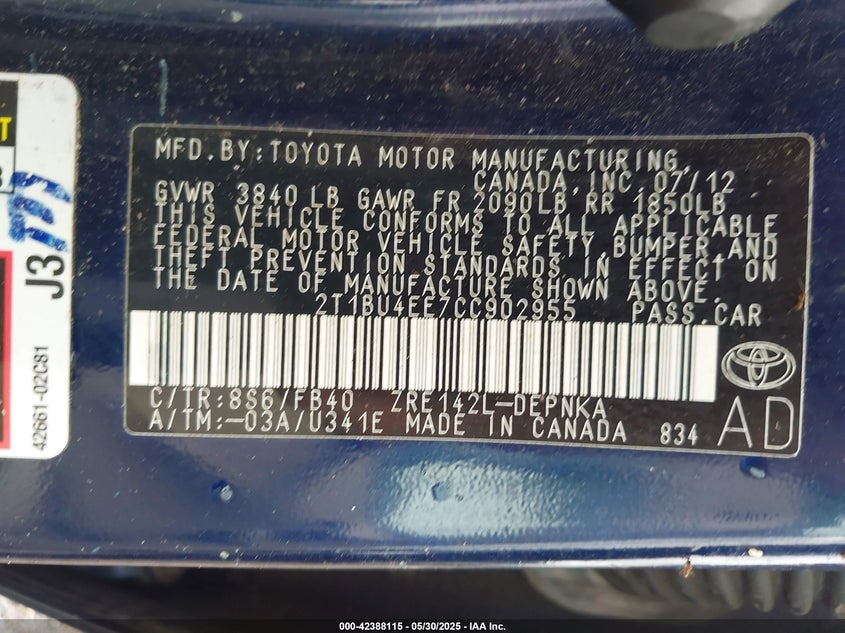 T
3
J3
42661-02C81
MFD.BY:TOYOTA MOTOR MANUFACTURING,
CANADA,INC.07/12
GVWR 3840 LB GAWR FR 2090LB RR 1850LB
THIS VEHICLE CONFORMS TO ALL APPLICABLE
FEDERAL MOTOR VEHICLE SAFETY,BUMPER,AND
THEFT PREVENTION STANDARDS IN EFFECT ON
THE DATE OF MANUFACTURE SHOWN ABOVE.
2T1BU4EE7CC902955 PASS.CAR
C/TR:8S6/FB40 ZRE142L-DEPNKA
A/TM:-03A/U341E MADE IN CANADA 834
AD
000-42388115 - 05/30/2025 - IAA Inc.